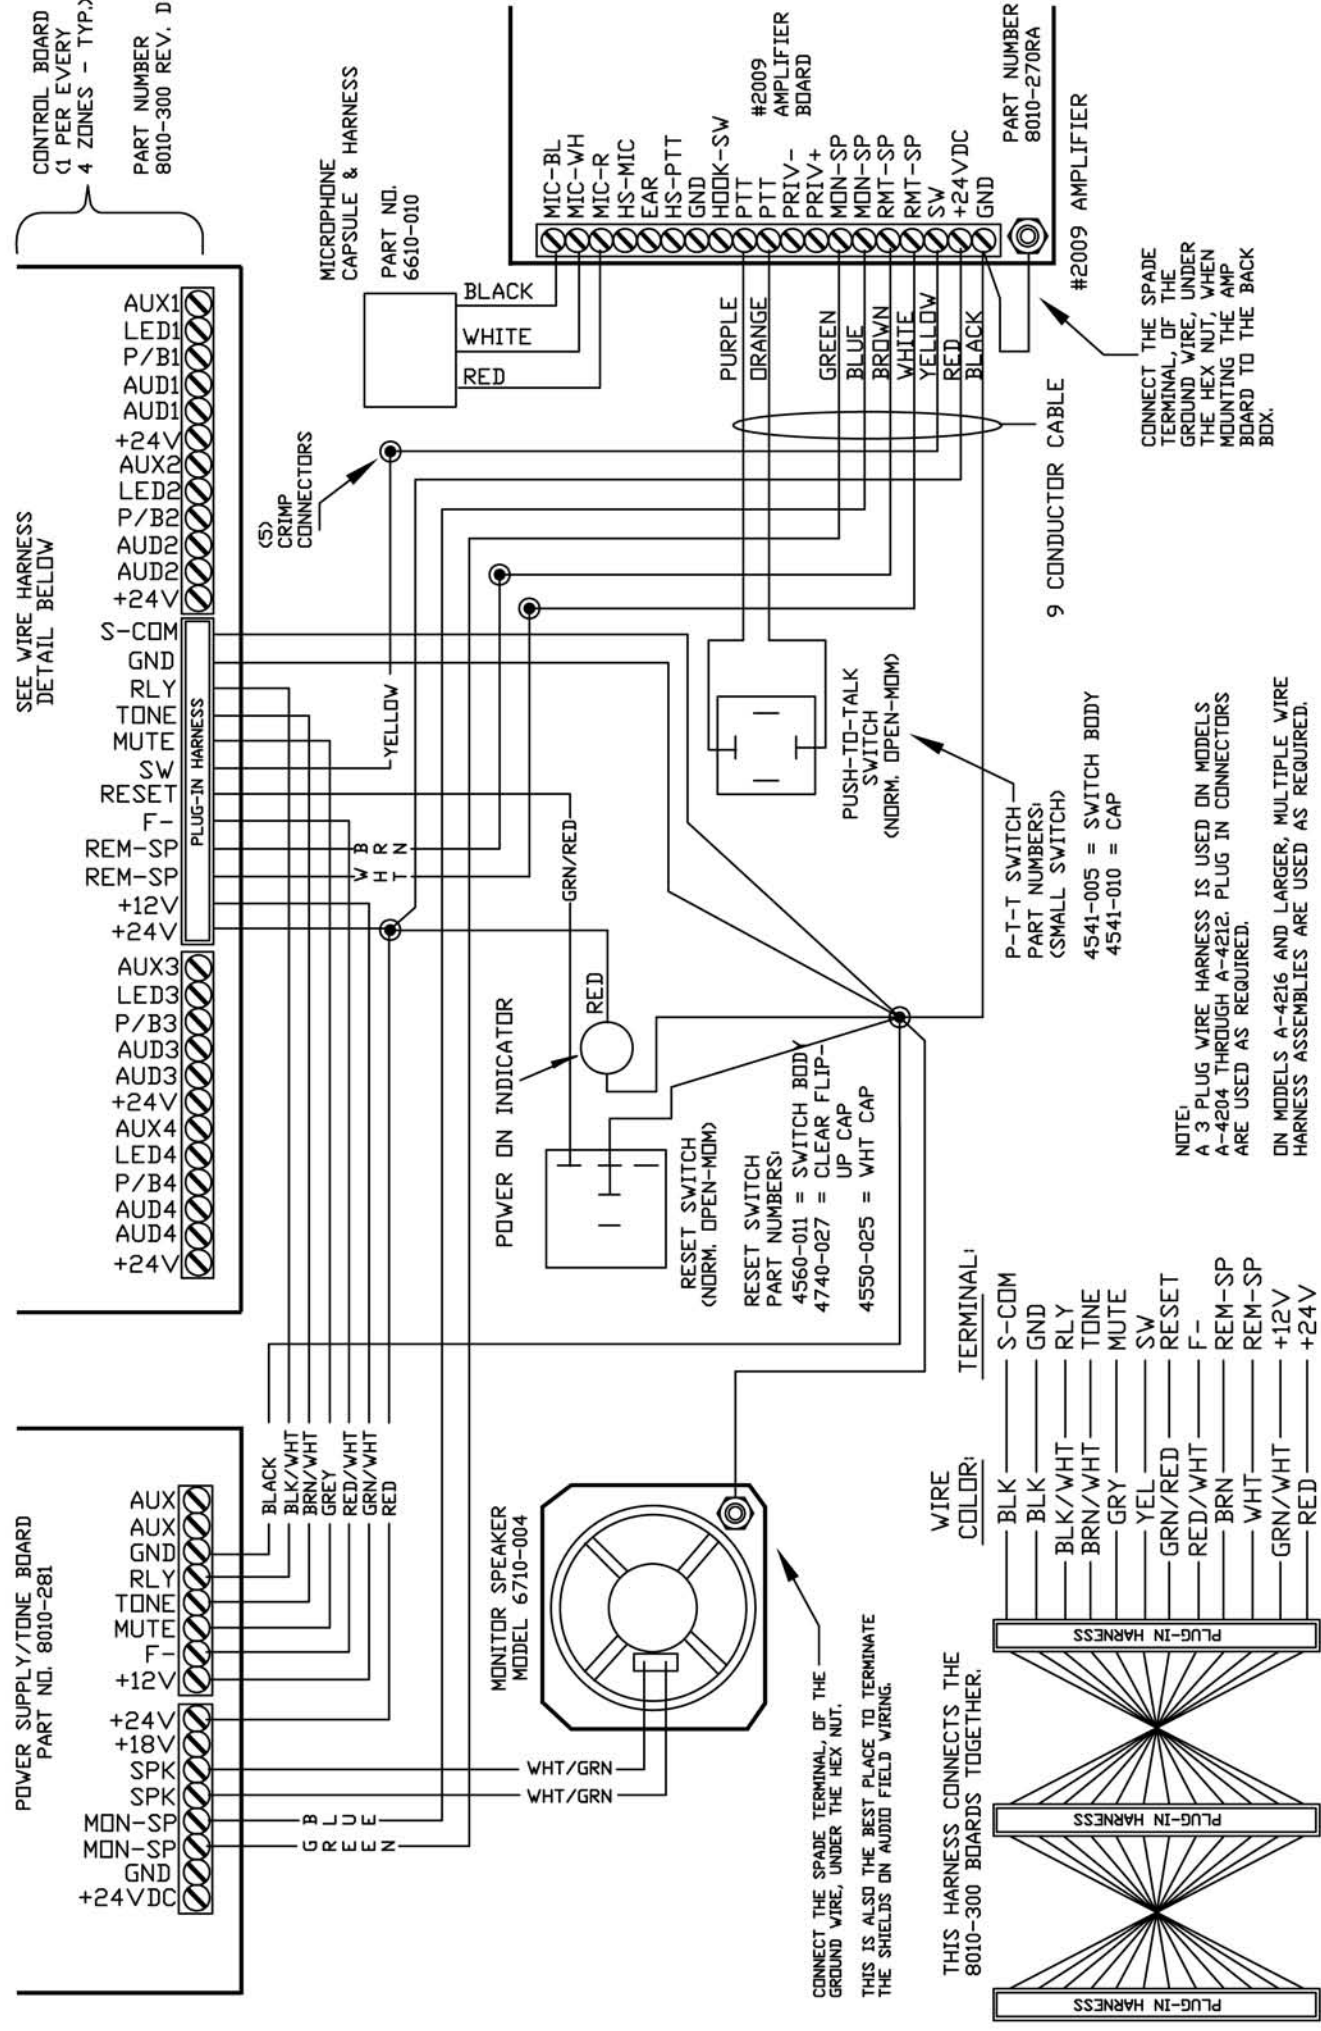 POWER SUPPLY/TONE BOARD
PART NO. 8010-281
AUX
AUX
GND
RLY
TONE
MUTE
F-
+12V
+24V
+18V
SPK
SPK
MON-SP
MON-SP
GND
+24VDC
SEE WIRE HARNESS
DETAIL BELOW
AUX1
LED1
P/B1
AUD1
AUD1
+24V
AUX2
LED2
P/B2
AUD2
AUD2
+24V
S-COM
GND
RLY
TONE
MUTE
SW
RESET
F-
REM-SP
REM-SP
+12V
+24V
PLUG-IN HARNESS
AUX3
LED3
P/B3
AUD3
AUD3
+24V
AUX4
LED4
P/B4
AUD4
AUD4
+24V
CONTROL BOARD
(1 PER EVERY
4 ZONES - TYP.)
PART NUMBER
8010-300 REV. D
BLACK
BLK/WHT
BRN/WHT
GREY
RED/WHT
GRN/WHT
RED
BLUE
GREEN
WHT/GRN
WHT/GRN
YELLOW
BRN
WHT
GRN/RED
RED
(5)
CRIMP
CONNECTORS
MICROPHONE
CAPSULE & HARNESS
PART NO.
6610-010
BLACK
WHITE
RED
MIC-BL
MIC-WH
MIC-R
HS-MIC
EAR
HS-PTT
GND
HOOK-SW
PTT
PTT
PRIV-
PRIV+
MON-SP
MON-SP
RMT-SP
RMT-SP
SW
+24VDC
GND
#2009
AMPLIFIER
BOARD
PART NUMBER
8010-270RA
#2009 AMPLIFIER
PURPLE
ORANGE
GREEN
BLUE
BROWN
WHITE
YELLOW
RED
BLACK
9 CONDUCTOR CABLE
CONNECT THE SPADE
TERMINAL, OF THE
GROUND WIRE, UNDER
THE HEX NUT, WHEN
MOUNTING THE AMP
BOARD TO THE BACK
BOX.
POWER ON INDICATOR
RESET SWITCH
(NORM. OPEN-MOM)
RESET SWITCH
PART NUMBERS:
4560-011 = SWITCH BODY
4740-027 = CLEAR FLIP-
UP CAP
4550-025 = WHT CAP
PUSH-TO-TALK
SWITCH
(NORM. OPEN-MOM)
P-T-T SWITCH
PART NUMBERS:
(SMALL SWITCH)
4541-005 = SWITCH BODY
4541-010 = CAP
MONITOR SPEAKER
MODEL 6710-004
CONNECT THE SPADE TERMINAL, OF THE
GROUND WIRE, UNDER THE HEX NUT.
THIS IS ALSO THE BEST PLACE TO TERMINATE
THE SHIELDS ON AUDIO FIELD WIRING.
THIS HARNESS CONNECTS THE
8010-300 BOARDS TOGETHER.
PLUG-IN HARNESS
PLUG-IN HARNESS
PLUG-IN HARNESS
WIRE
COLOR: TERMINAL:
BLK S-COM
BLK GND
BLK/WHT RLY
BRN/WHT TONE
GRY MUTE
YEL SW
GRN/RED RESET
RED/WHT F-
BRN REM-SP
WHT REM-SP
GRN/WHT +12V
RED +24V
NOTE:
A 3 PLUG WIRE HARNESS IS USED ON MODELS
A-4204 THROUGH A-4212. PLUG IN CONNECTORS
ARE USED AS REQUIRED.
ON MODELS A-4216 AND LARGER, MULTIPLE WIRE
HARNESS ASSEMBLIES ARE USED AS REQUIRED.